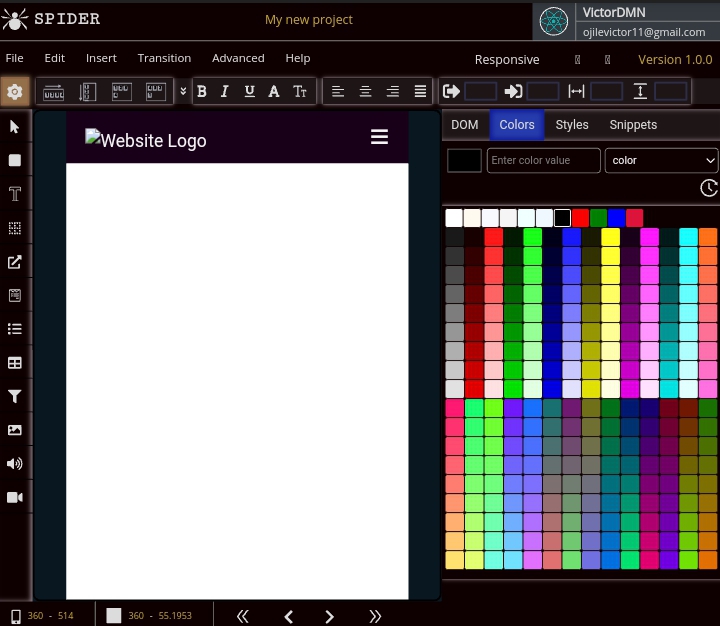 SPIDER
My new project
VictorDMN
ojilevictor11@gmail.com
File Edit Insert Transition Advanced Help Responsive Version 1.0.0
B I U A Tт
DOM Colors Styles Snippets
Enter color value color
Website Logo
360 - 514 360 - 55.1953